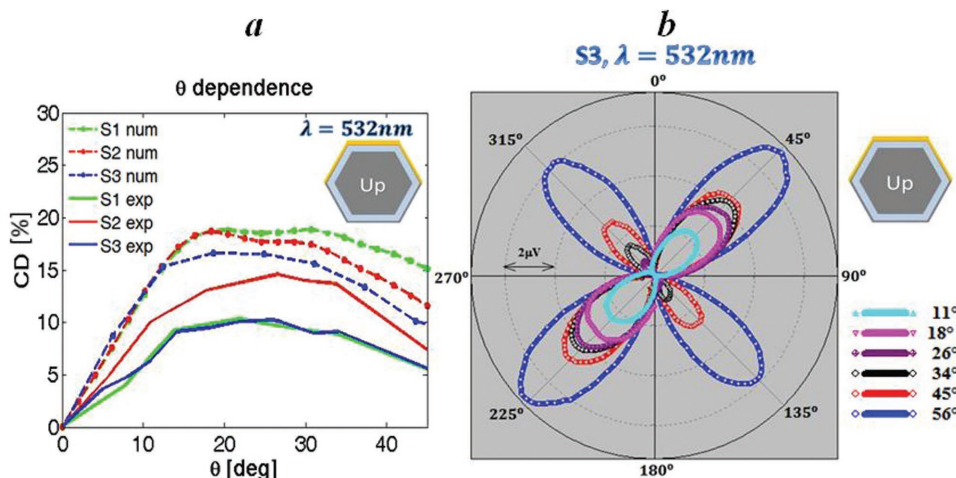 a
θ dependence
30
25
20
15
10
5
0
CD [%]
S1 num
S2 num
S3 num
S1 exp
S2 exp
S3 exp
λ = 532nm
Up
0
10
20
30
40
θ [deg]
b
S3, λ = 532nm
0°
315°
45°
2μV
270°
90°
225°
135°
180°
Up
11°
18°
26°
34°
45°
56°